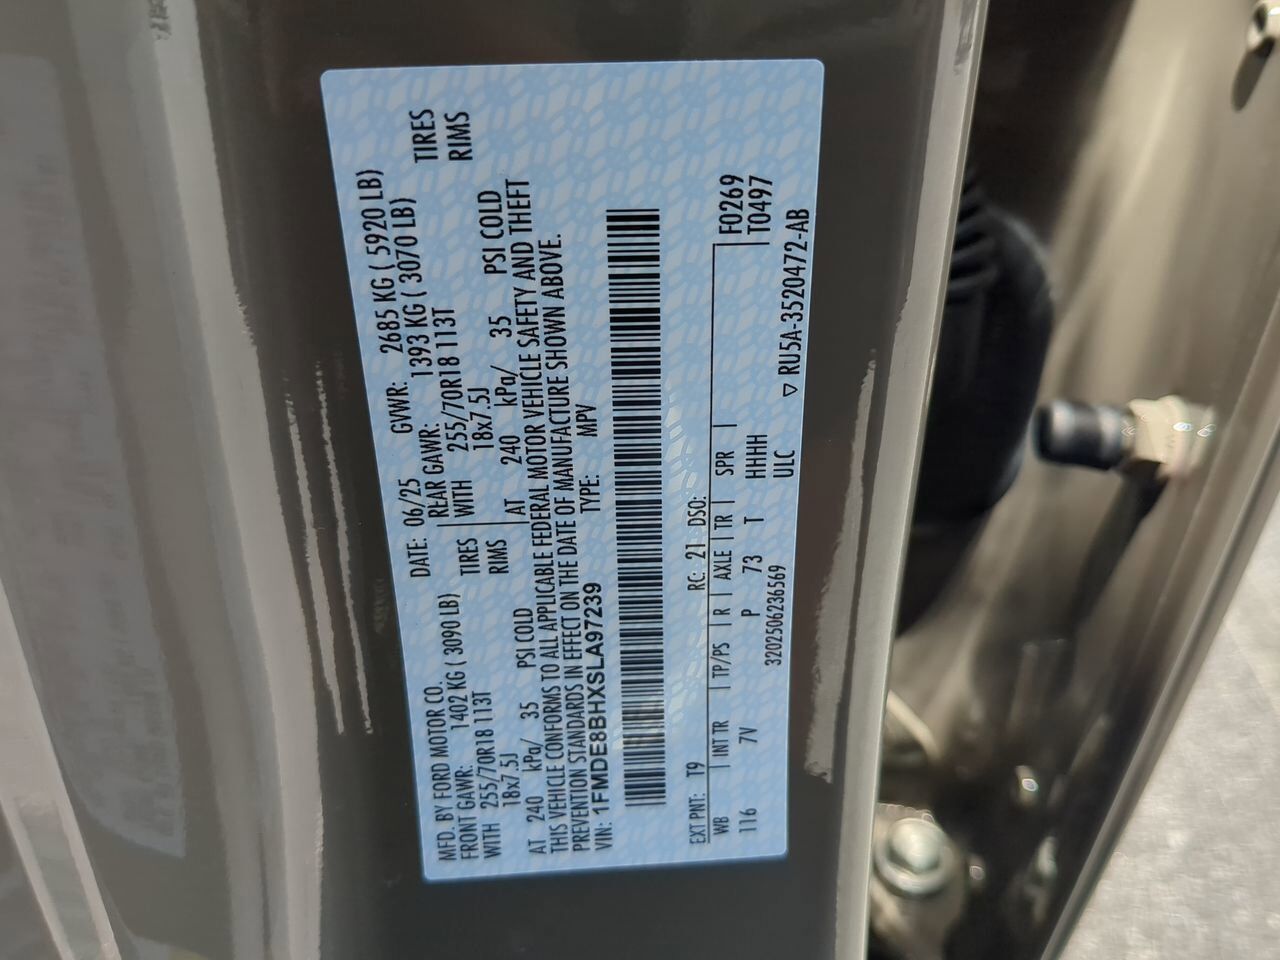 MFD. BY FORD MOTOR CO. DATE: 06/25 GVWR: 2685 KG ( 5920 LB)
FRONT GAWR: 1402 KG ( 3090 LB) REAR GAWR: 1393 KG ( 3070 LB)
WITH 255/70R18 113T TIRES WITH 255/70R18 113T TIRES
18x7.5J RIMS 18x7.5J RIMS
AT 240 kPa/ 35 PSI COLD AT 240 kPa/ 35 PSI COLD
THIS VEHICLE CONFORMS TO ALL APPLICABLE FEDERAL MOTOR VEHICLE SAFETY AND THEFT
PREVENTION STANDARDS IN EFFECT ON THE DATE OF MANUFACTURE SHOWN ABOVE.
VIN: 1FMDE8BHXSLA97239 TYPE: MPV
EXT PNT: T9 RC: 21 DSO: F0269
WB INT TR TP/PS R AXLE TR SPR T0497
116 7V P 73 T HHHH
3202506236569 ULC ▽ RU5A-3520472-AB